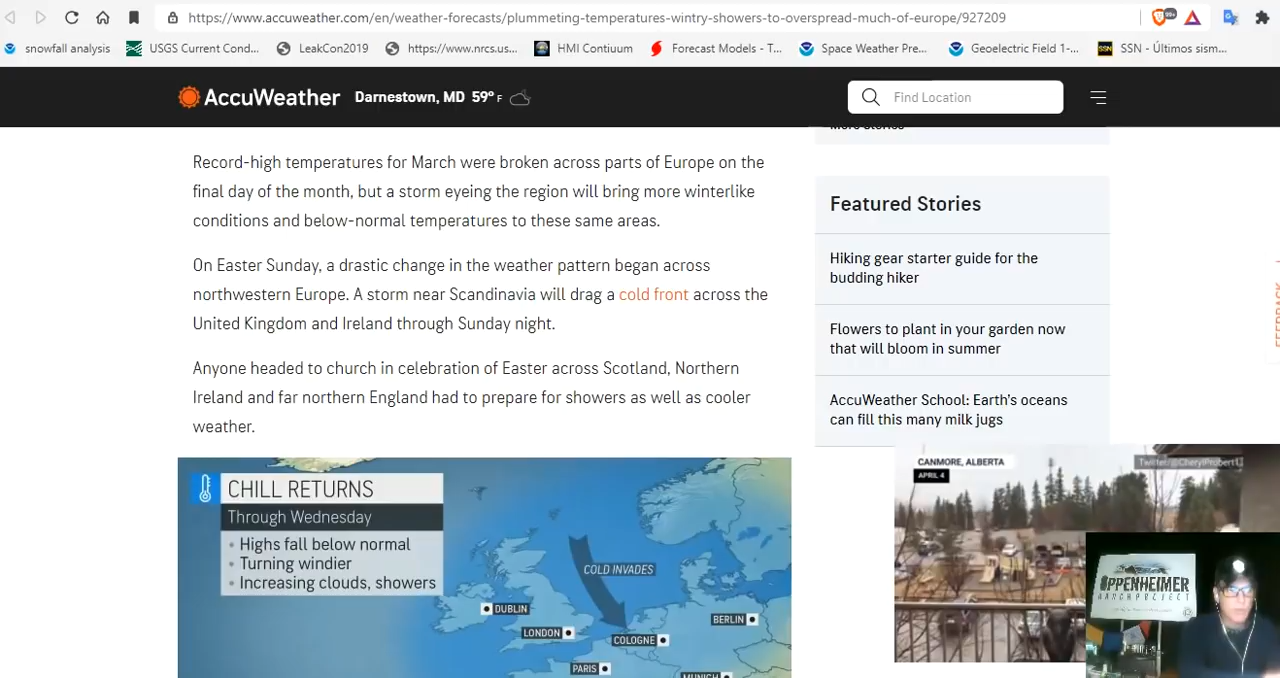 https://www.accuweather.com/en/weather-forecasts/plummeting-temperatures-wintry-showers-to-overspread-much-of-europe/927209
99+
snowfall analysis
USGS Current Cond...
LeakCon2019
https://www.nrcs.us...
HMI Contiuum
Forecast Models - T...
Space Weather Pre...
Geoelectric Field 1-...
SSN
SSN - Últimos sism...
AccuWeather
Darnestown, MD 59° F
Find Location
More Stories
Record-high temperatures for March were broken across parts of Europe on the
final day of the month, but a storm eyeing the region will bring more winterlike
conditions and below-normal temperatures to these same areas.
On Easter Sunday, a drastic change in the weather pattern began across
northwestern Europe. A storm near Scandinavia will drag a cold front across the
United Kingdom and Ireland through Sunday night.
Anyone headed to church in celebration of Easter across Scotland, Northern
Ireland and far northern England had to prepare for showers as well as cooler
weather.
Featured Stories
Hiking gear starter guide for the
budding hiker
Flowers to plant in your garden now
that will bloom in summer
AccuWeather School: Earth's oceans
can fill this many milk jugs
FEEDBACK
CHILL RETURNS
Through Wednesday
• Highs fall below normal
• Turning windier
• Increasing clouds, showers
COLD INVADES
DUBLIN
LONDON
BERLIN
COLOGNE
PARIS
MUNICH
CANMORE, ALBERTA
APRIL 4
OPPENHEIMER
RANCH PROJECT